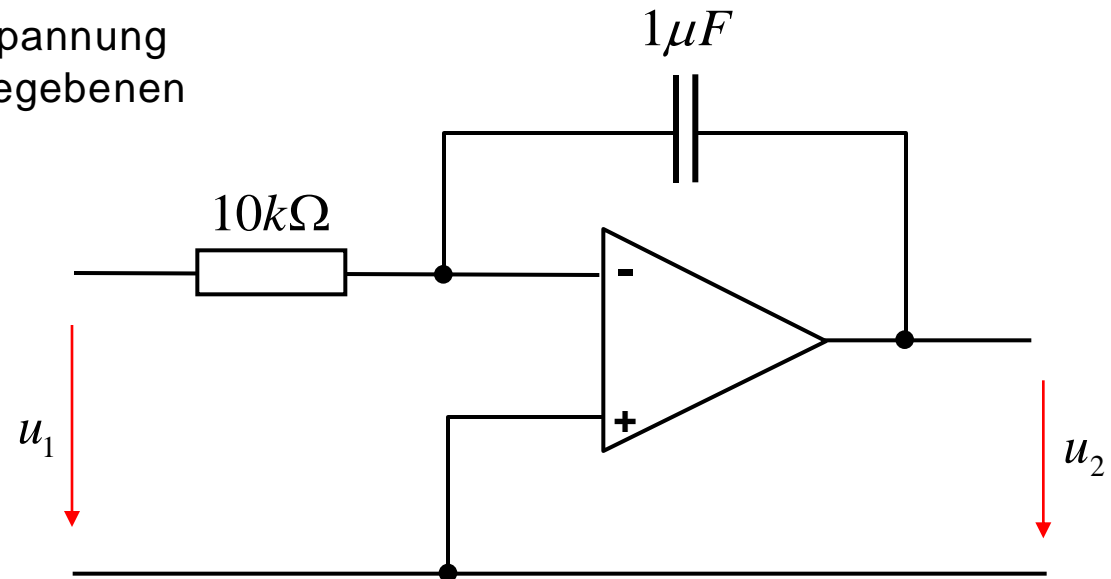 pannung
egebenen
1μF
10kΩ
-
+
u₁
u₂